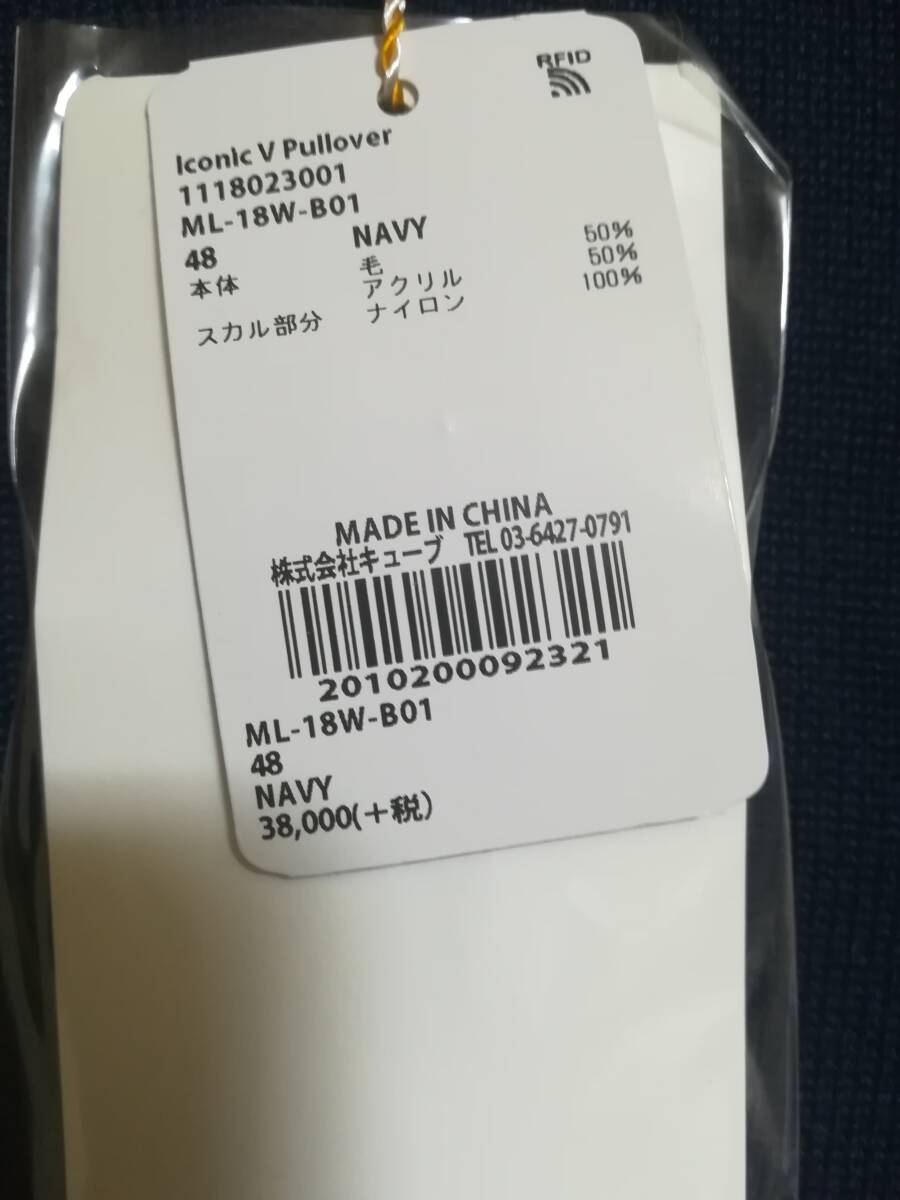 RFID
Iconic V Pullover
1118023001
ML-18W-B01
48 NAVY
本体 毛 50%
アクリル 50%
スカル部分 ナイロン 100%
MADE IN CHINA
株式会社キューブ TEL 03-6427-0791
2010200092321
ML-18W-B01
48
NAVY
38,000(+税)